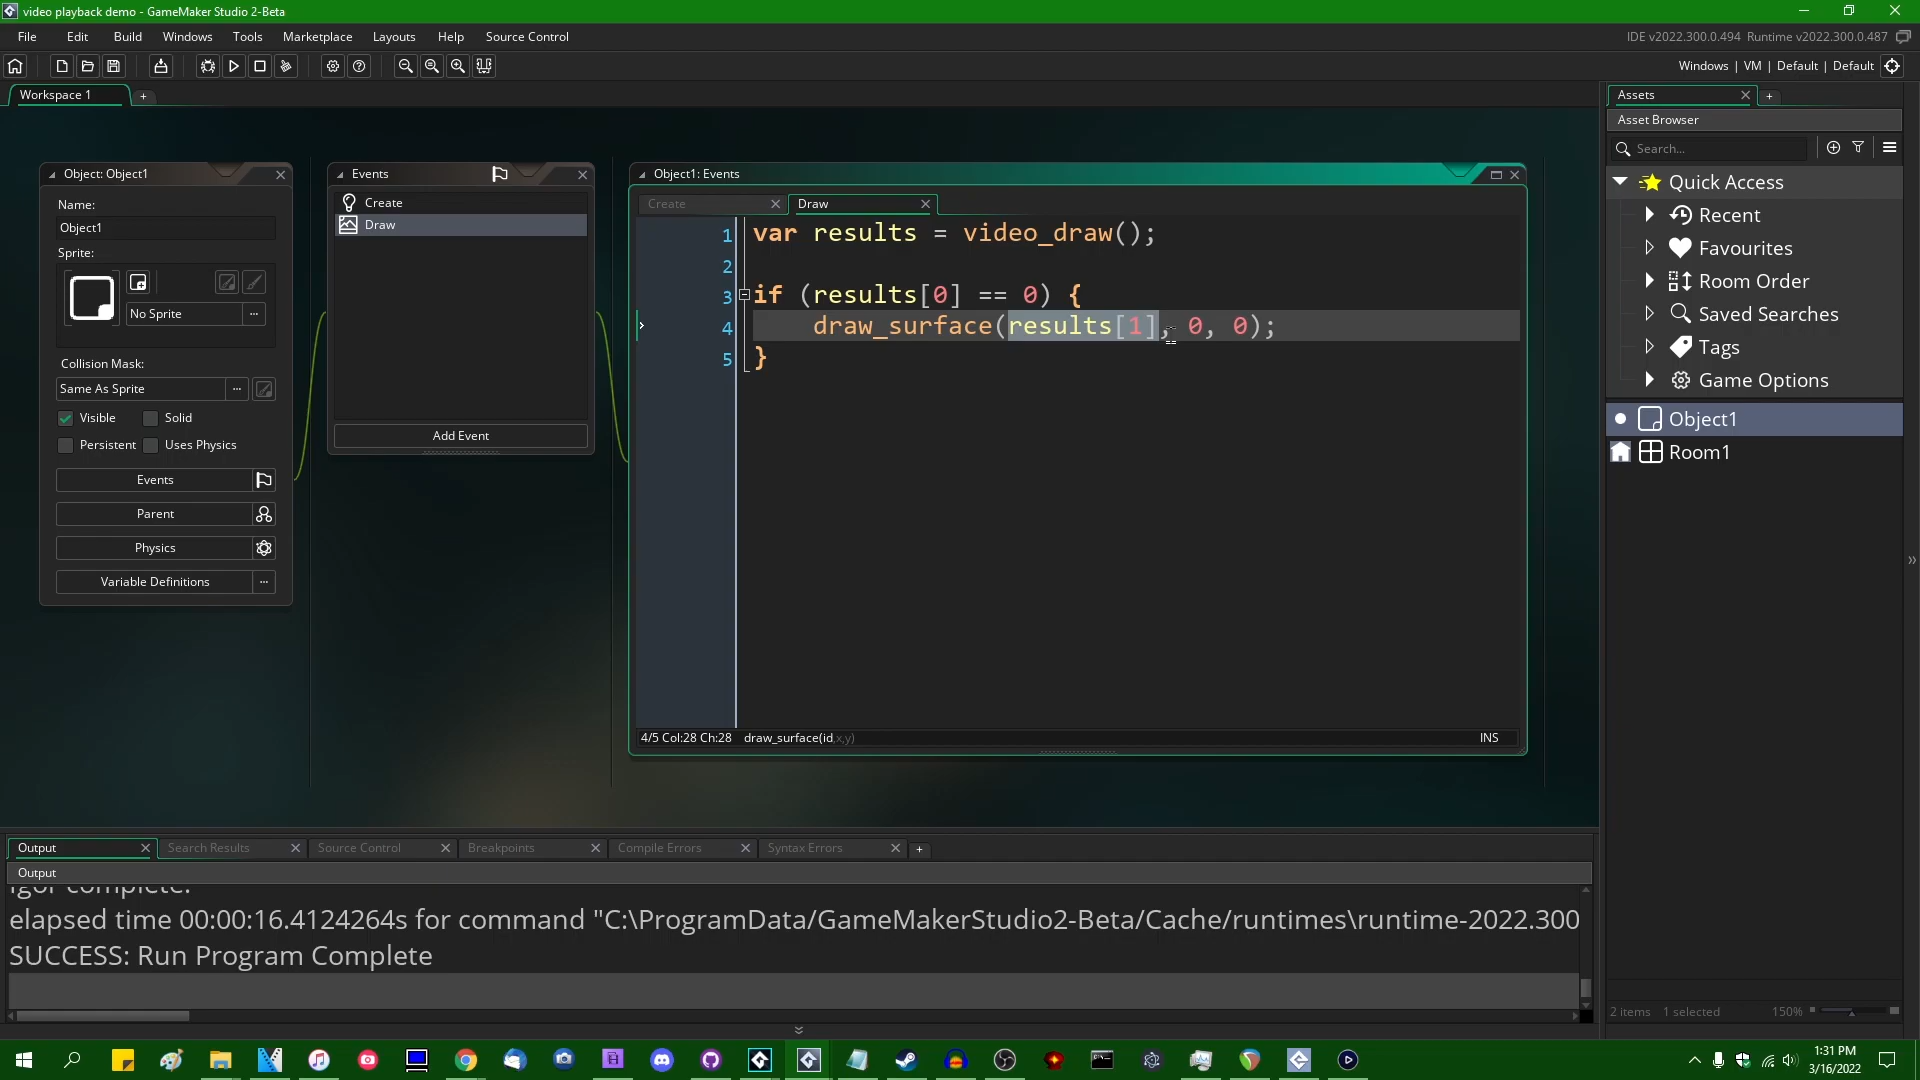 video playback demo - GameMaker Studio 2-Beta
File Edit Build Windows Tools Marketplace Layouts Help Source Control
IDE v2022.300.0.494 Runtime v2022.300.0.487
Windows | VM | Default | Default
Workspace 1
Object: Object1
Name:
Object1
Sprite:
No Sprite
Collision Mask:
Same As Sprite
Visible Solid
Persistent Uses Physics
Events
Parent
Physics
Variable Definitions
Events
Create
Draw
Add Event
Object1: Events
Create Draw
1 var results = video_draw();
2
3 if (results[0] == 0) {
4 draw_surface(results[1], 0, 0);
5 }
4/5 Col:28 Ch:28 draw_surface(id,x,y) INS
Assets
Asset Browser
Search...
Quick Access
Recent
Favourites
Room Order
Saved Searches
Tags
Game Options
Object1
Room1
2 items 1 selected 150%
Output Search Results Source Control Breakpoints Compile Errors Syntax Errors
Output
Igor complete.
elapsed time 00:00:16.4124264s for command "C:\ProgramData/GameMakerStudio2-Beta/Cache/runtimes\runtime-2022.300
SUCCESS: Run Program Complete
1:31 PM
3/16/2022